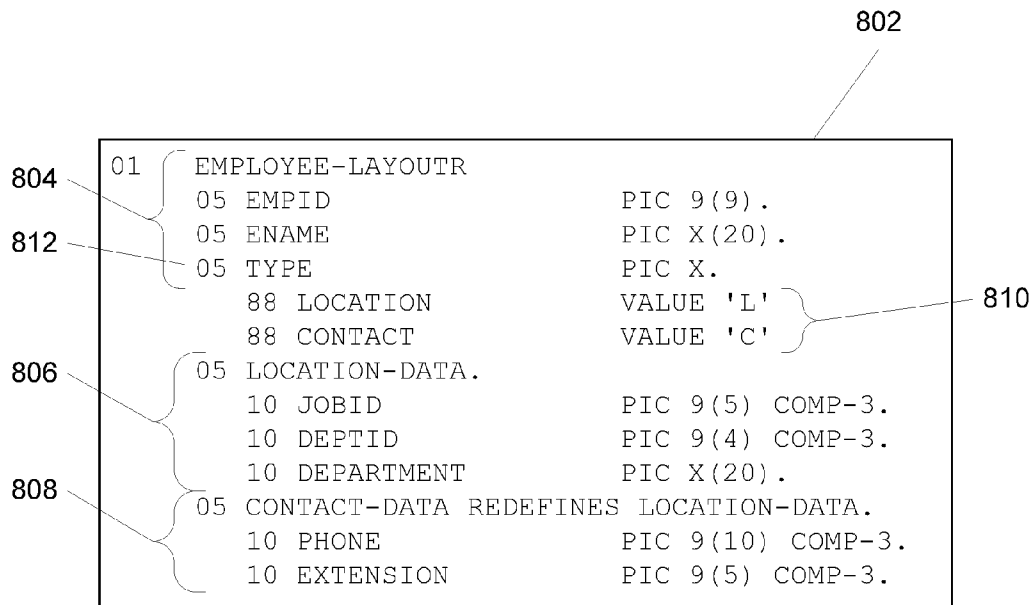 802
01 EMPLOYEE-LAYOUTR
804
05 EMPID PIC 9(9).
05 ENAME PIC X(20).
812
05 TYPE PIC X.
88 LOCATION VALUE 'L'
810
88 CONTACT VALUE 'C'
806
05 LOCATION-DATA.
10 JOBID PIC 9(5) COMP-3.
10 DEPTID PIC 9(4) COMP-3.
10 DEPARTMENT PIC X(20).
808
05 CONTACT-DATA REDEFINES LOCATION-DATA.
10 PHONE PIC 9(10) COMP-3.
10 EXTENSION PIC 9(5) COMP-3.